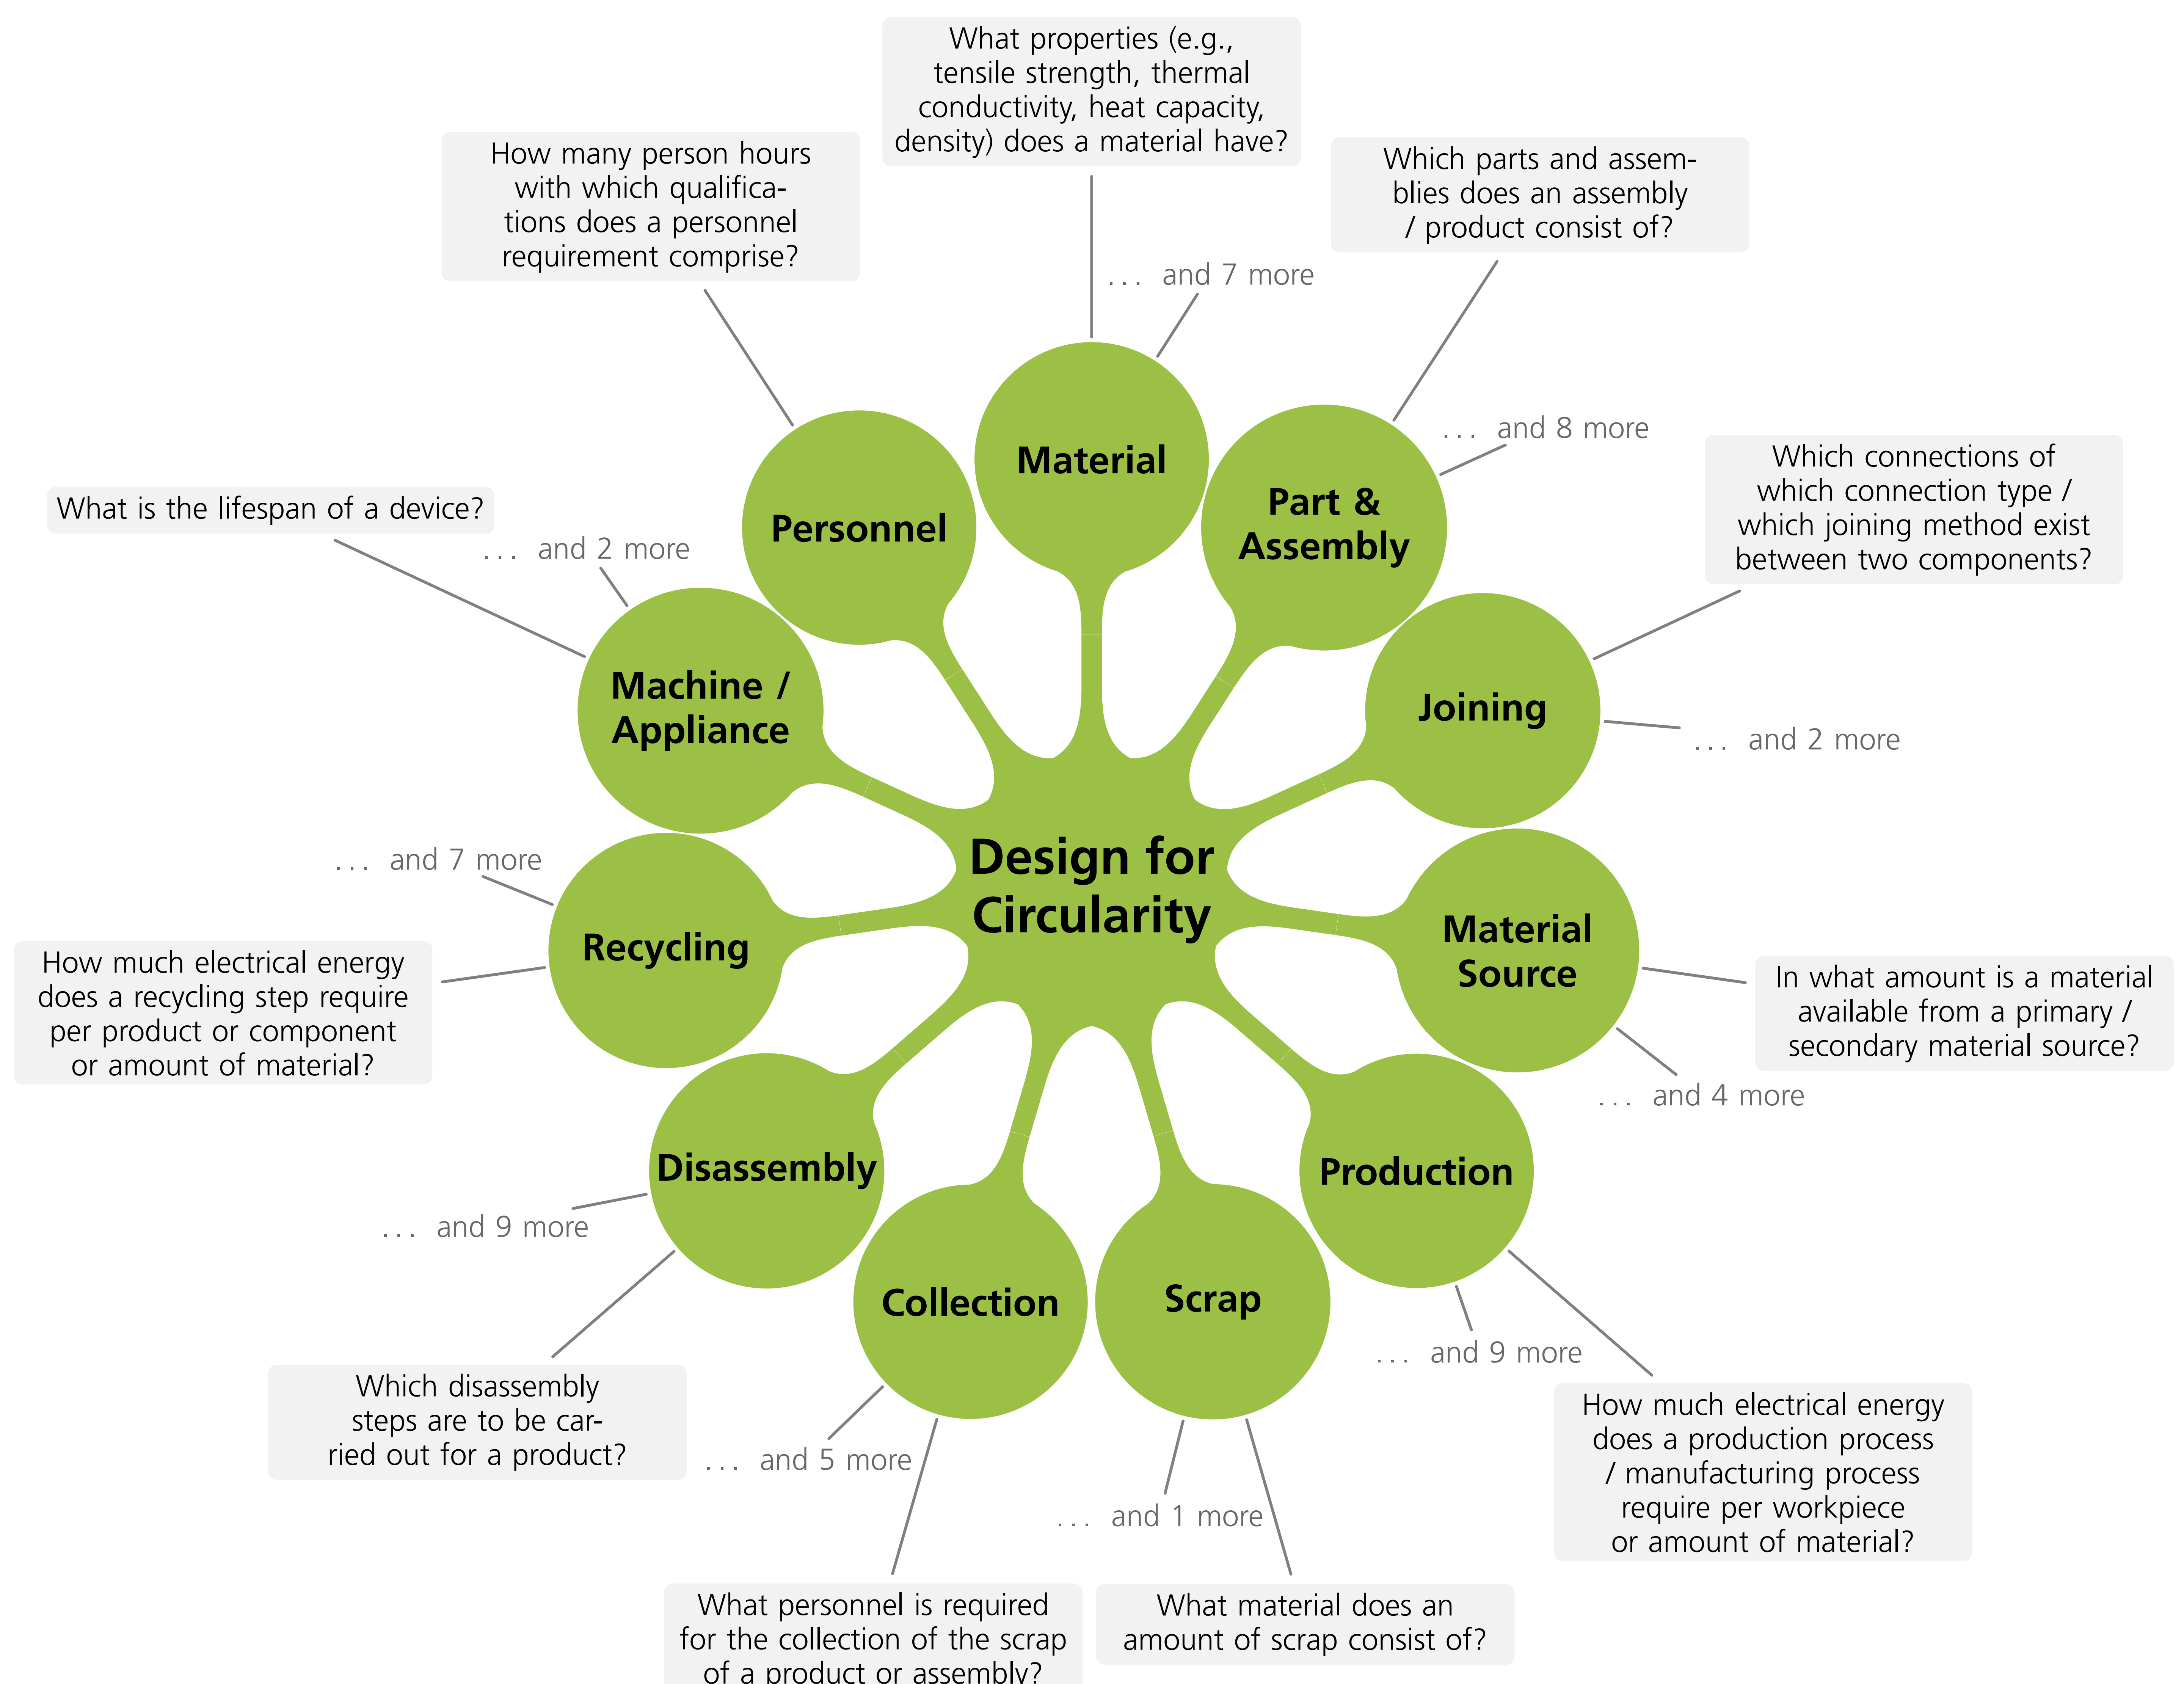 What properties (e.g.,
tensile strength, thermal
conductivity, heat capacity,
density) does a material have?
How many person hours
with which qualifica-
tions does a personnel
requirement comprise?
Which parts and assem-
blies does an assembly
/ product consist of?
... and 7 more
... and 8 more
Material
Which connections of
which connection type /
which joining method exist
between two components?
What is the lifespan of a device?
... and 2 more
Personnel
Part &
Assembly
Machine /
Appliance
Joining
... and 2 more
... and 7 more
Design for
Circularity
Recycling
Material
Source
How much electrical energy
does a recycling step require
per product or component
or amount of material?
In what amount is a material
available from a primary /
secondary material source?
... and 4 more
Disassembly
Production
... and 9 more
Collection
Scrap
... and 9 more
Which disassembly
steps are to be car-
ried out for a product?
... and 5 more
How much electrical energy
does a production process
/ manufacturing process
require per workpiece
or amount of material?
... and 1 more
What personnel is required
for the collection of the scrap
of a product or assembly?
What material does an
amount of scrap consist of?